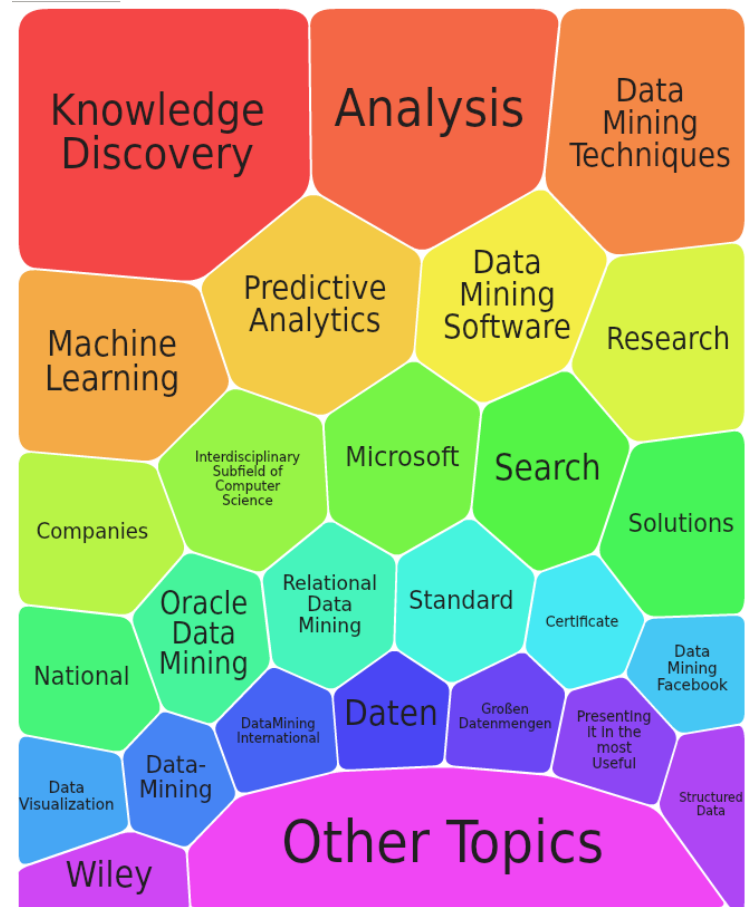 Knowledge
Discovery
Analysis
Data
Mining
Techniques
Predictive
Analytics
Data
Mining
Software
Machine
Learning
Research
Interdisciplinary
Subfield of
Computer
Science
Microsoft
Search
Companies
Solutions
Oracle
Data
Mining
Relational
Data
Mining
Standard
Certificate
National
Data
Mining
Facebook
DataMining
International
Daten
Großen
Datenmengen
Presenting
It in the
most
Useful
Data
Visualization
Data-
Mining
Structured
Data
Wiley
Other Topics